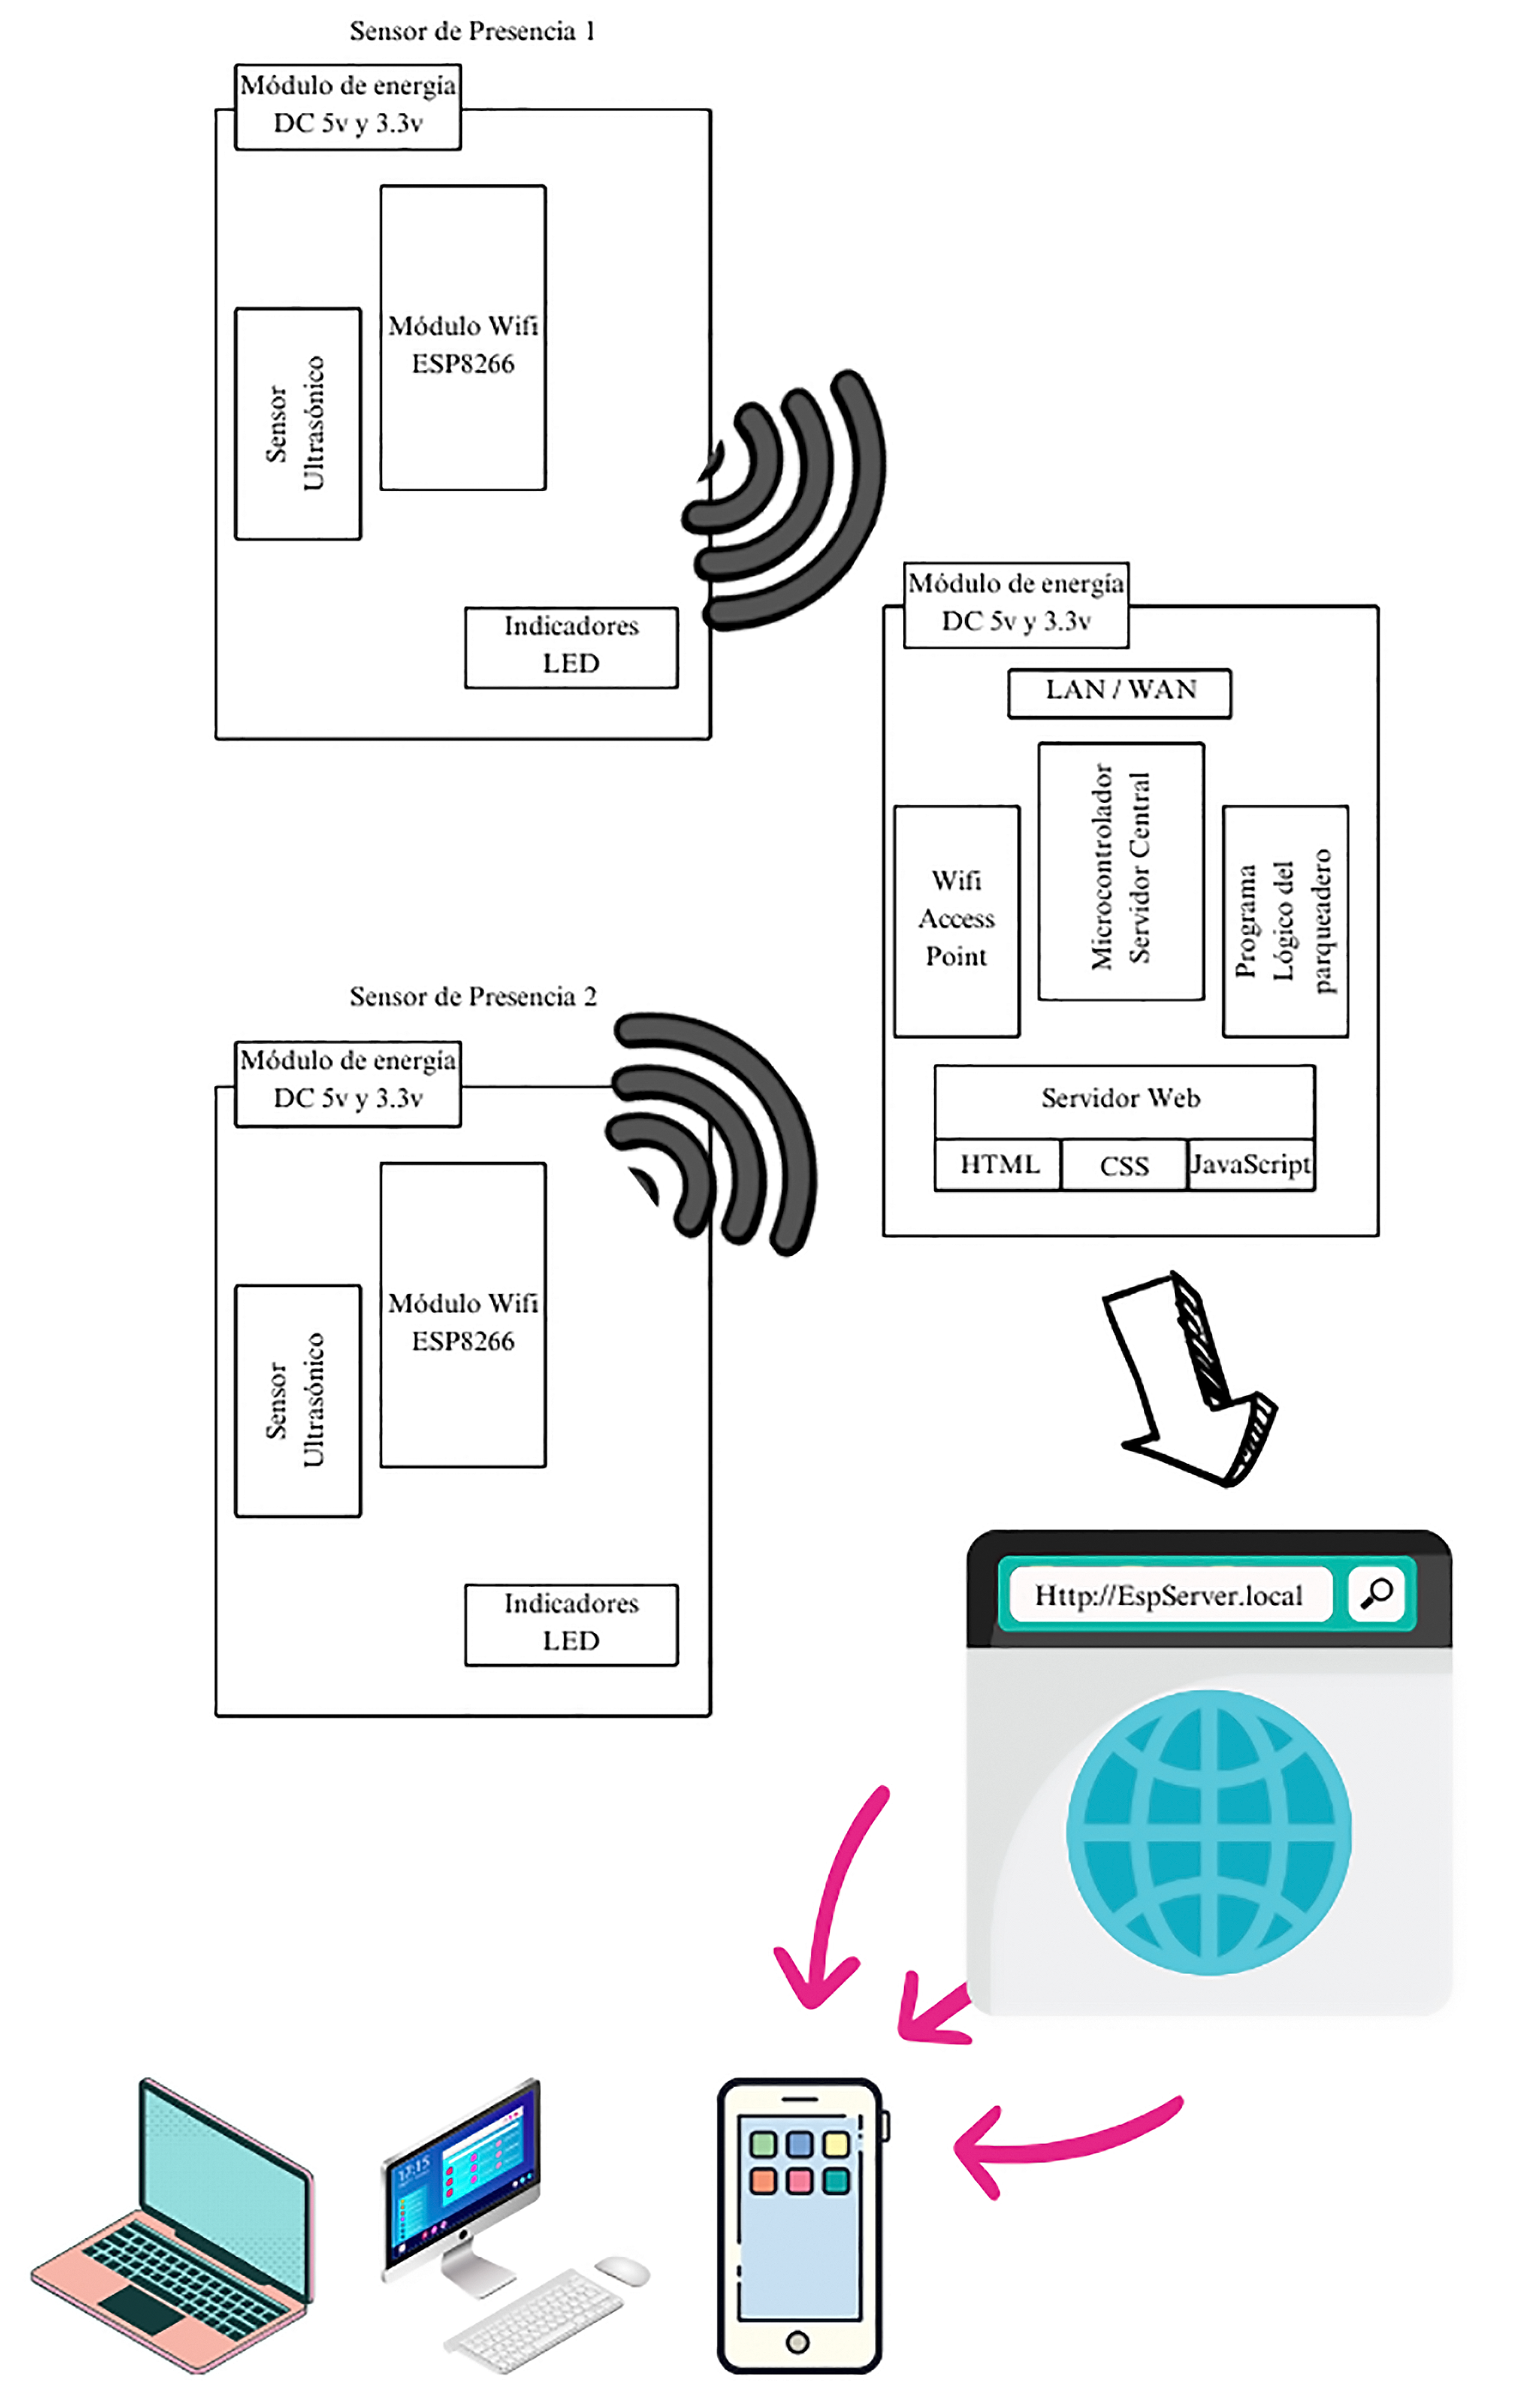 Sensor de Presencia 1
Módulo de energía
DC 5v y 3.3v
Módulo Wifi
ESP8266
Sensor
Ultrasónico
Indicadores
LED
Módulo de energía
DC 5v y 3.3v
LAN / WAN
Wifi
Access
Point
Microcontrolador
Servidor Central
Programa
Lógico del
parqueadero
Servidor Web
HTML
CSS
JavaScript
Sensor de Presencia 2
Módulo de energía
DC 5v y 3.3v
Módulo Wifi
ESP8266
Sensor
Ultrasónico
Indicadores
LED
Http://EspServer.local
17:15